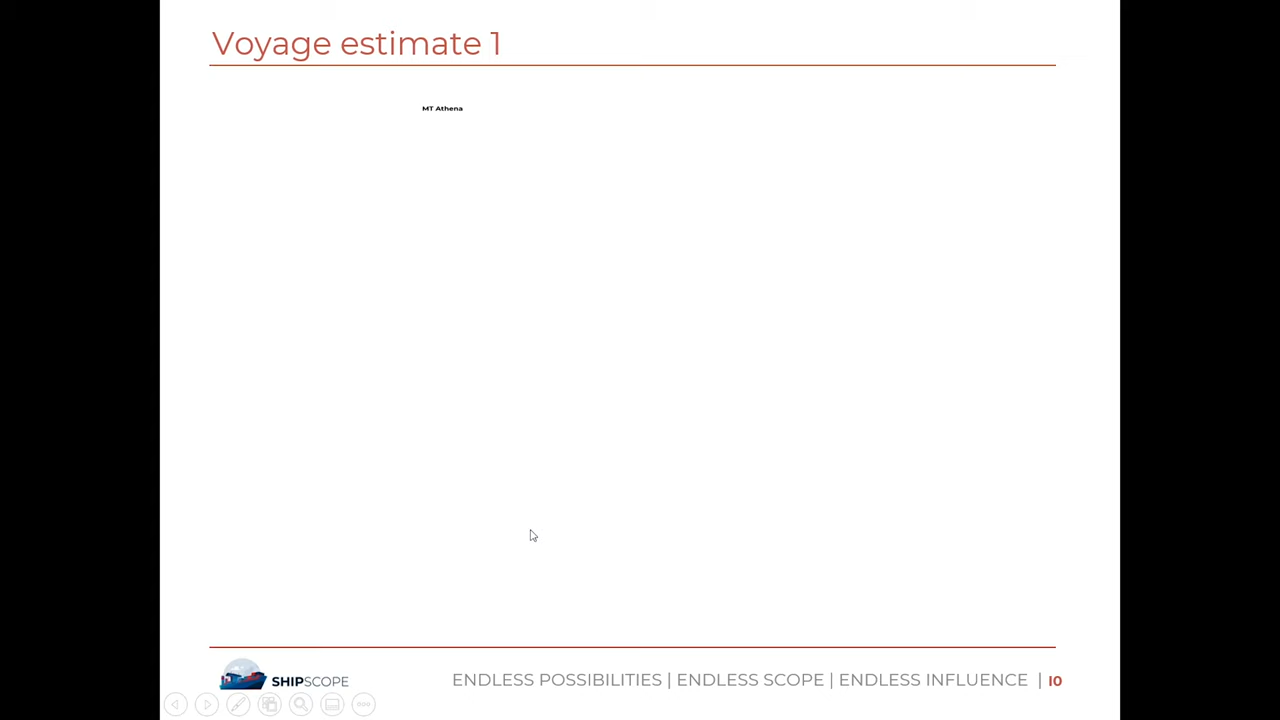 Voyage estimate 1
MT Athena
SHIPSCOPE
ENDLESS POSSIBILITIES | ENDLESS SCOPE | ENDLESS INFLUENCE | 10